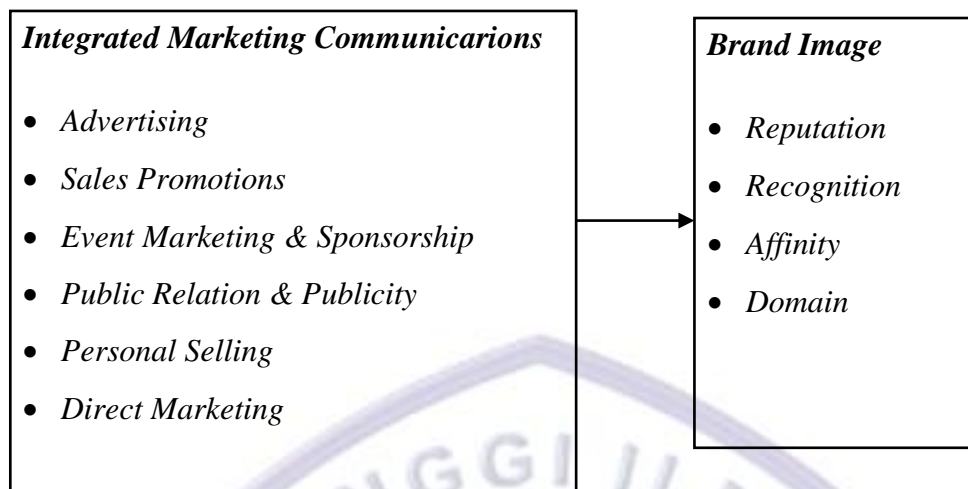 Integrated Marketing Communicarions
• Advertising
• Sales Promotions
• Event Marketing & Sponsorship
• Public Relation & Publicity
• Personal Selling
• Direct Marketing
Brand Image
• Reputation
• Recognition
• Affinity
• Domain